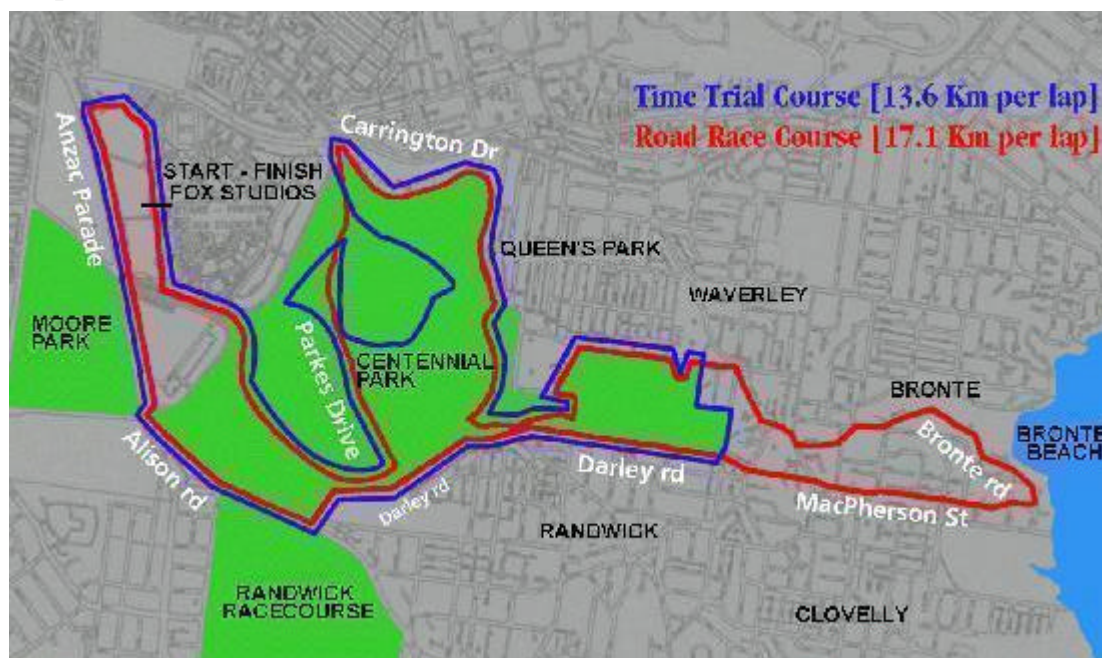 Time Trial Course [13.6 Km per lap]
Road Race Course [17.1 Km per lap]
Carrington Dr
Anzac Parade
START - FINISH
FOX STUDIOS
QUEEN'S PARK
WAVERLEY
MOORE
PARK
CENTENNIAL
PARK
Parkes Drive
BRONTE
BRONTE
BEACH
Bronte rd
Alison rd
Darley rd
Darley rd
MacPherson St
RANDWICK
RANDWICK
RACECOURSE
CLOVELLY